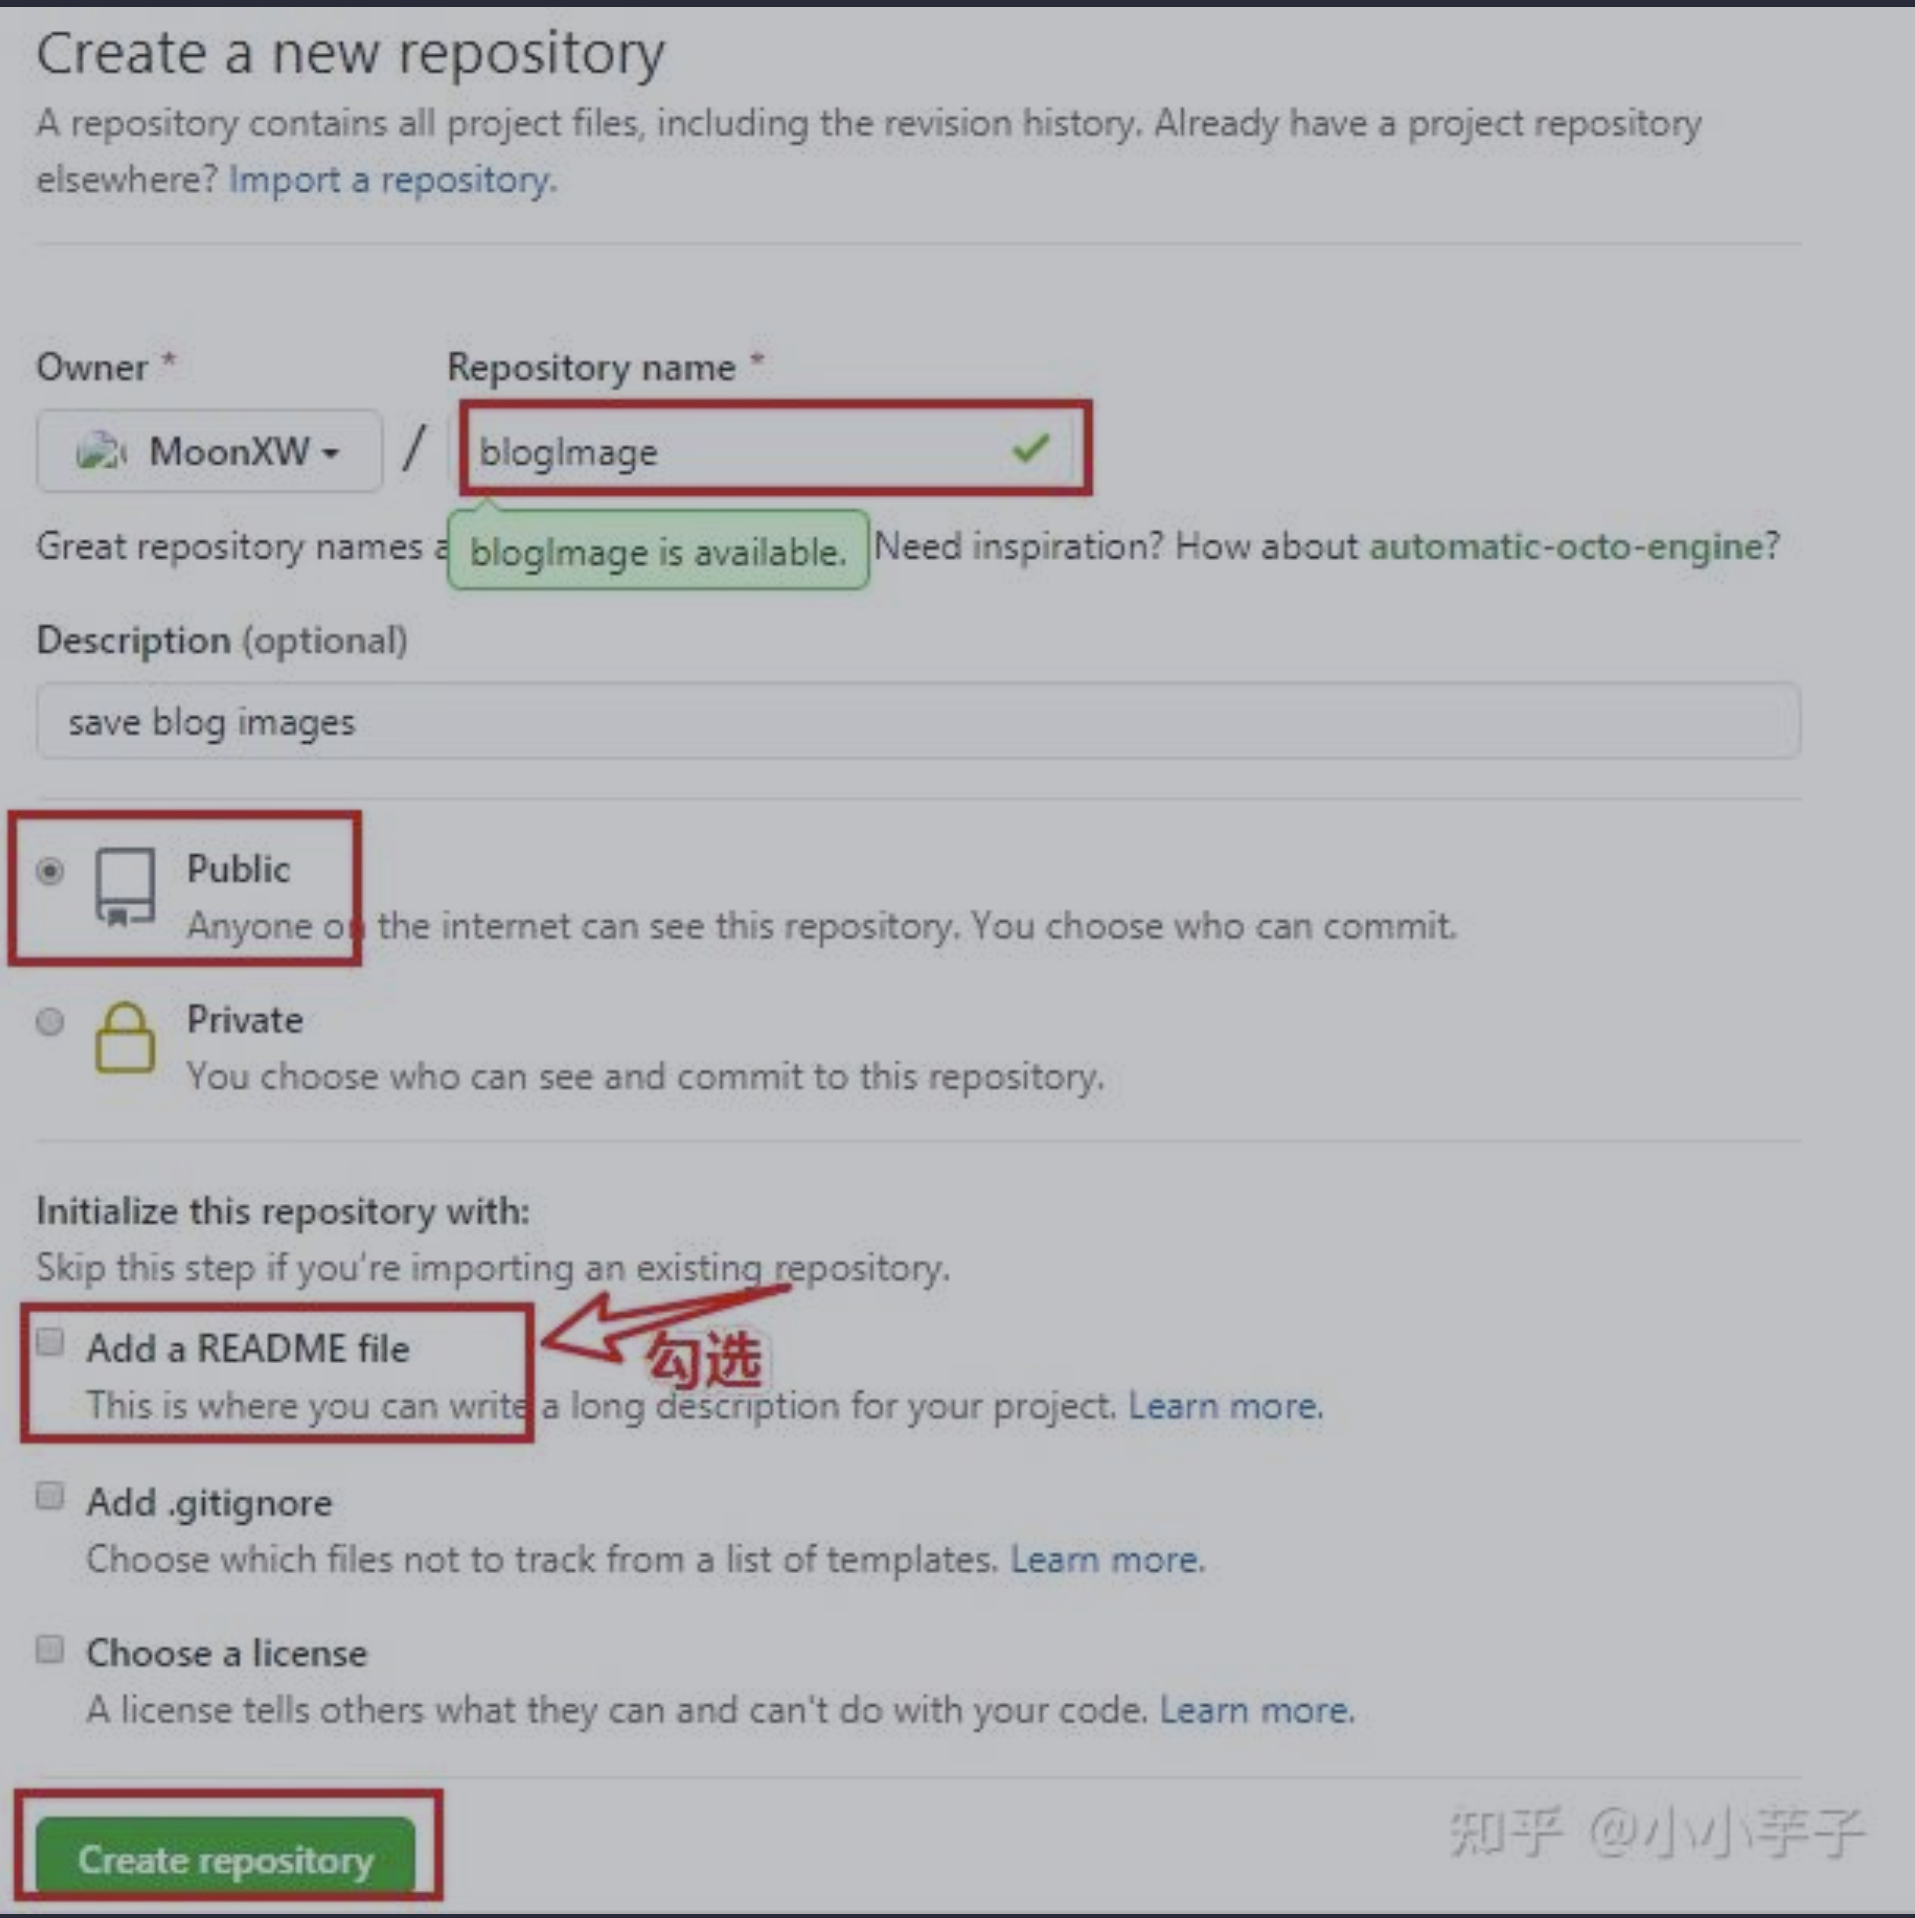 Create a new repository
A repository contains all project files, including the revision history. Already have a project repository
elsewhere? Import a repository.
Owner * Repository name *
MoonXW / blogImage
Great repository names a Need inspiration? How about automatic-octo-engine?
blogImage is available.
Description (optional)
save blog images
Public
Anyone on the internet can see this repository. You choose who can commit.
Private
You choose who can see and commit to this repository.
Initialize this repository with:
Skip this step if you're importing an existing repository.
Add a README file
勾选
This is where you can write a long description for your project. Learn more.
Add .gitignore
Choose which files not to track from a list of templates. Learn more.
Choose a license
A license tells others what they can and can't do with your code. Learn more.
Create repository
知乎 @小小芋子